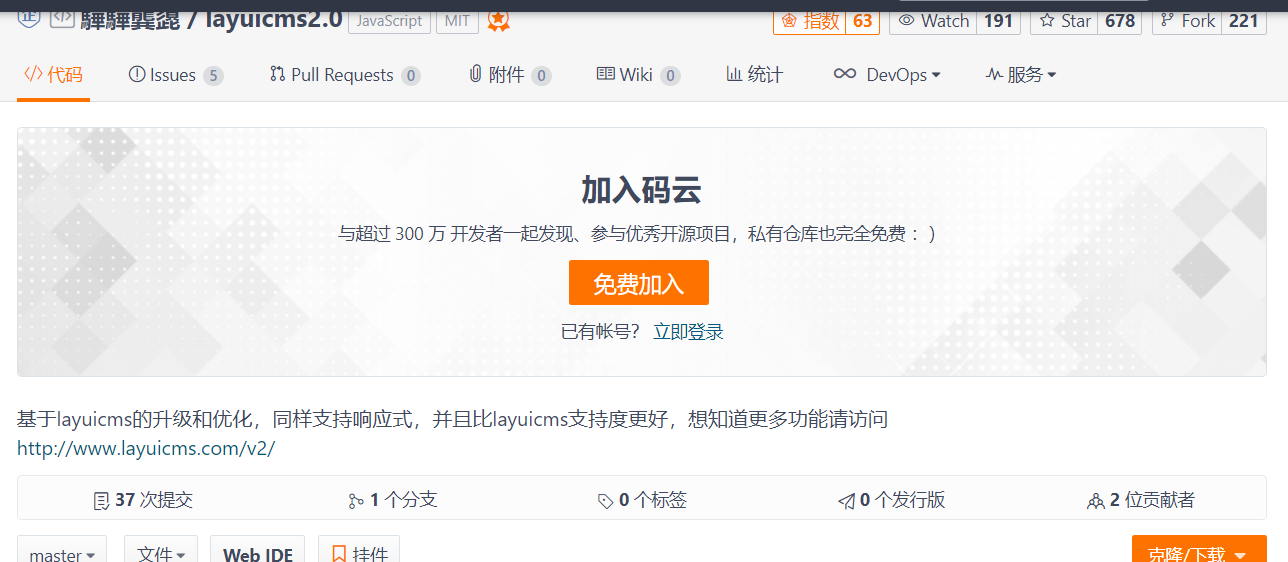 / layuicms2.0 JavaScript MIT 指数 63 Watch 191 Star 678 Fork 221
代码 Issues 5 Pull Requests 0 附件 0 Wiki 0 统计 DevOps 服务
加入码云
与超过 300 万 开发者一起发现、参与优秀开源项目，私有仓库也完全免费 ：)
免费加入
已有帐号？ 立即登录
基于layuicms的升级和优化，同样支持响应式，并且比layuicms支持度更好，想知道更多功能请访问
http://www.layuicms.com/v2/
37 次提交 1 个分支 0 个标签 0 个发行版 2 位贡献者
master 文件 Web IDE 挂件 克隆/下载